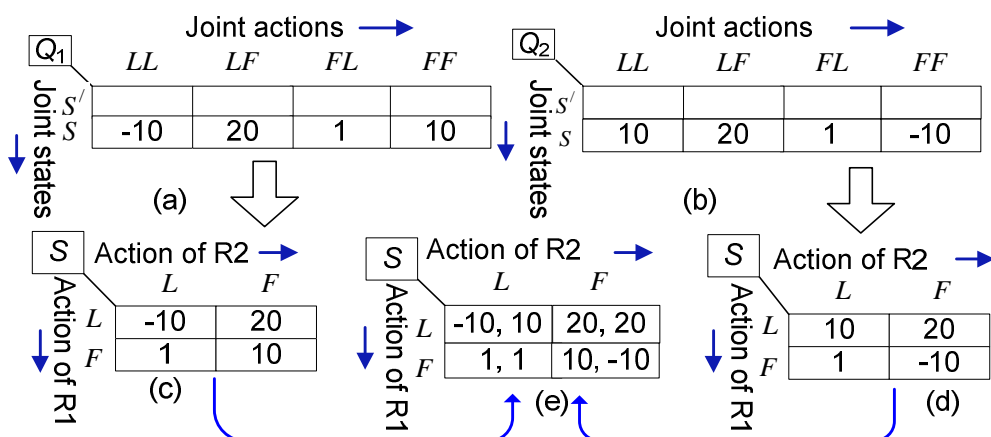 Joint actions
Q1
LL LF FL FF
Joint states
S/
S -10 20 1 10
(a)
Joint actions
Q2
LL LF FL FF
Joint states
S/
S 10 20 1 -10
(b)
S
Action of R2
L F
Action of R1
L -10 20
F 1 10
(c)
S
Action of R2
L F
Action of R1
-10, 10 20, 20
1, 1 10, -10
(e)
S
Action of R2
L F
Action of R1
L 10 20
F 1 -10
(d)